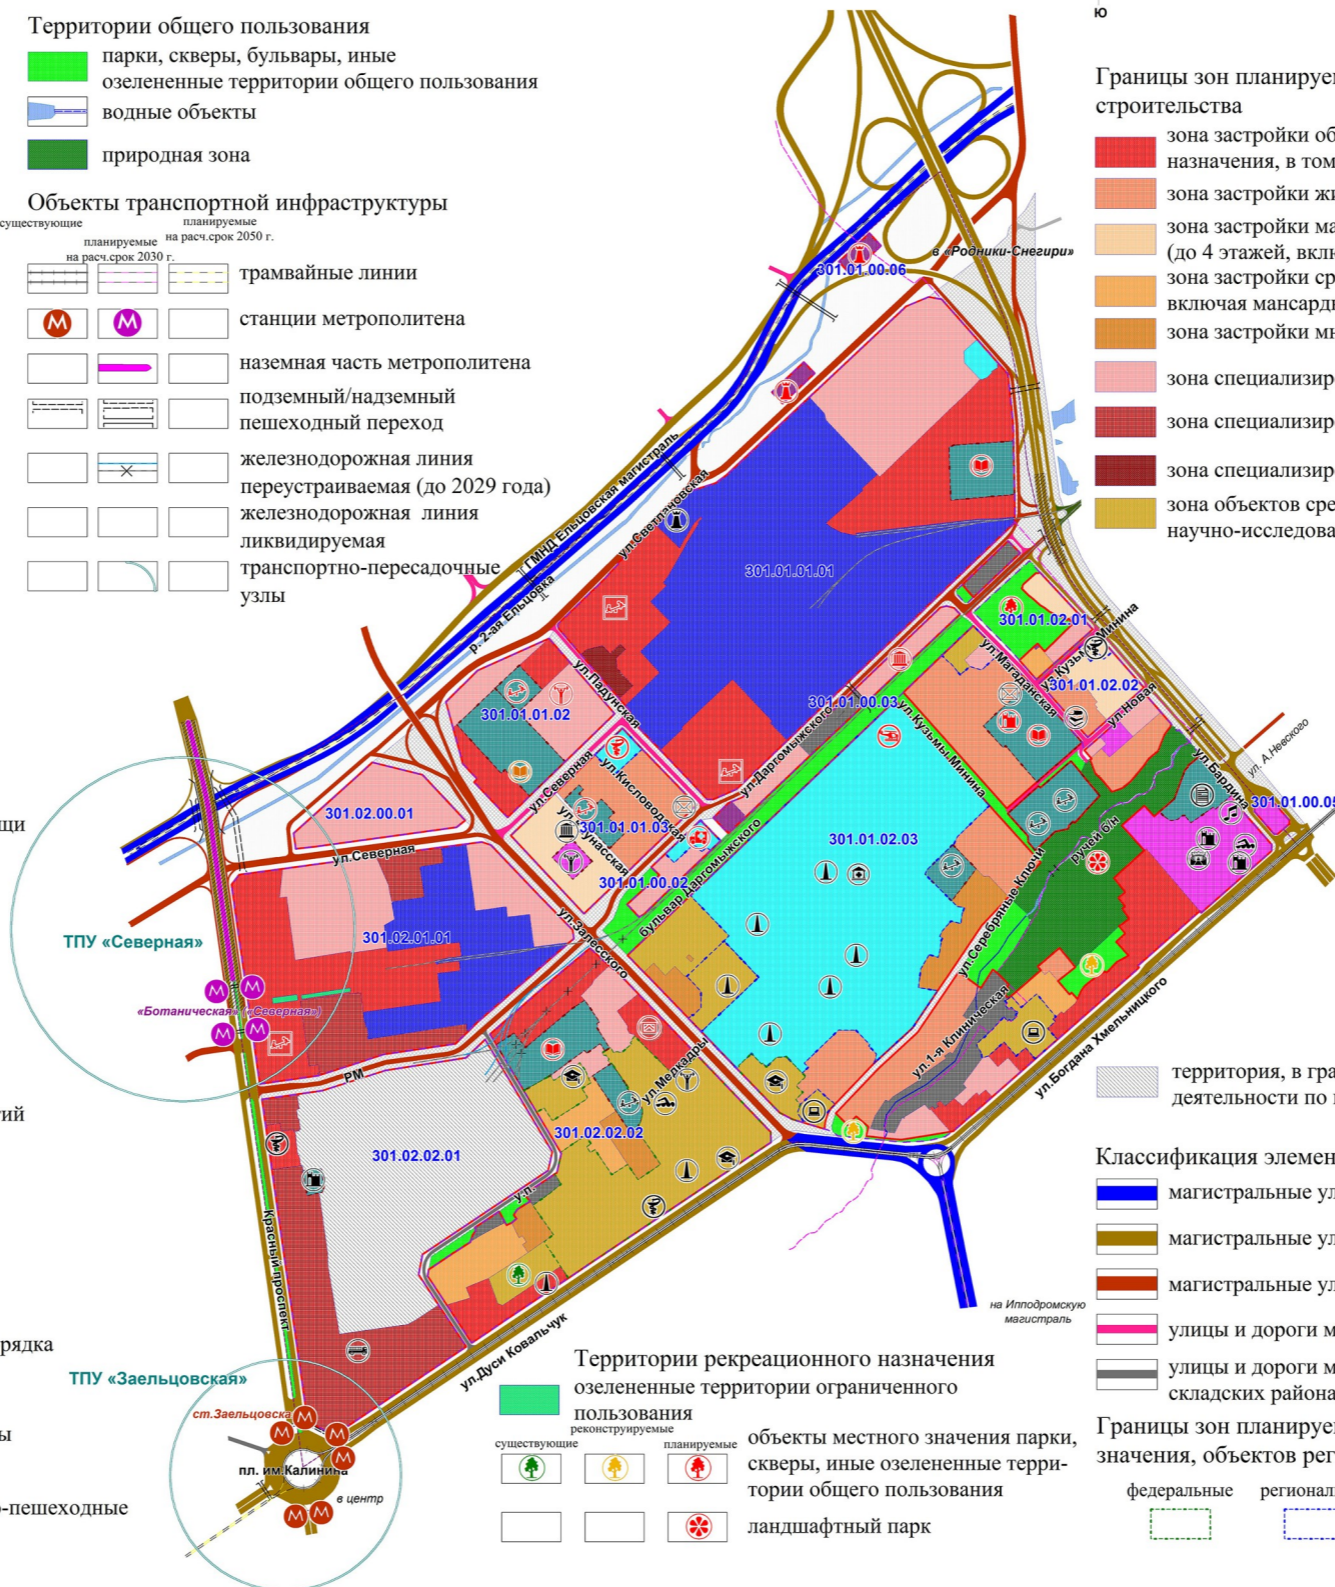 Территории общего пользования
парки, скверы, бульвары, иные
озелененные территории общего пользования
водные объекты
природная зона
Объекты транспортной инфраструктуры
существующие
планируемые
на расч.срок 2030 г.
планируемые
на расч.срок 2050 г.
трамвайные линии
станции метрополитена
наземная часть метрополитена
подземный/надземный
пешеходный переход
железнодорожная линия
переустраиваемая (до 2029 года)
железнодорожная линия
ликвидируемая
транспортно-пересадочные
узлы
ю
Границы зон планируем
строительства
зона застройки об
назначения, в том
зона застройки жи
зона застройки ма
(до 4 этажей, вклю
зона застройки ср
включая мансардн
зона застройки мн
зона специализир
зона специализир
зона специализир
зона объектов сре
научно-исследова
в «Родники-Снегири»
301.01.00.06
ГМНД Ельцовская магистраль
р. 2-ая Ельцовка
ул.Светлановская
301.01.01.01
301.01.02.01
ул.Кузьмы Минина
ул.Магаданская
301.01.02.02
ул.Новая
ул.Падунская
301.01.01.02
301.01.00.03
ул.Даргомыжского
ул.Кузьмы Минина
ул.Северная
ул.Кисловодская
301.01.01.03
301.01.00.02
бульвар Даргомыжского
301.01.02.03
ул.Бардина
ул. А.Невского
301.01.00.05
ручей б/н
ул.Серебряные Ключи
301.02.00.01
ул.Северная
щи
ТПУ «Северная»
301.02.01.01
ул.Залесского
«Ботаническая» («Северная»)
РМ
ул.Медкадры
ул.1-я Клиническая
ул.Богдана Хмельницкого
тий
301.02.02.01
301.02.02.02
Красный проспект
ул.Дуси Ковальчук
на Ипподромскую
магистраль
рядка
ТПУ «Заельцовская»
ст.Заельцовска
пл. им.Калинина
в центр
ы
-пешеходные
территория, в гра
деятельности по
Классификация элемен
магистральные ул
магистральные ул
магистральные ул
улицы и дороги м
улицы и дороги м
складских района
Границы зон планируе
значения, объектов рег
федеральные
регионал
Территории рекреационного назначения
озелененные территории ограниченного
пользования
существующие
реконструируемые
планируемые
объекты местного значения парки,
скверы, иные озелененные терри-
тории общего пользования
ландшафтный парк